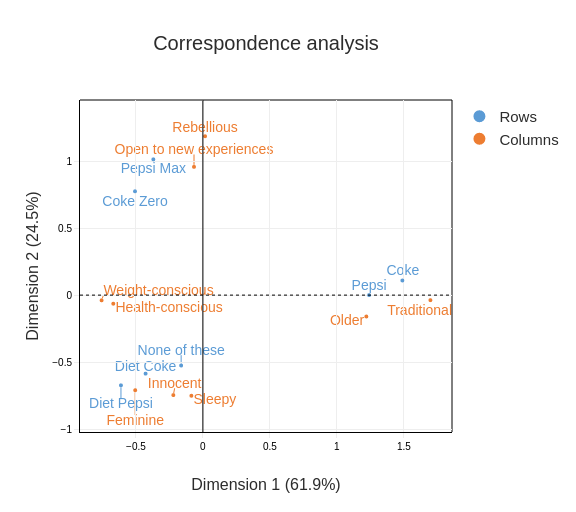 Correspondence analysis
Rows
Columns
Rebellious
Open to new experiences
Pepsi Max
Coke Zero
Coke
Pepsi
Weight-conscious
Health-conscious
Traditional
Older
None of these
Diet Coke
Innocent
Diet Pepsi
Sleepy
Feminine
1
0.5
0
−0.5
−1
−0.5
0
0.5
1
1.5
Dimension 2 (24.5%)
Dimension 1 (61.9%)